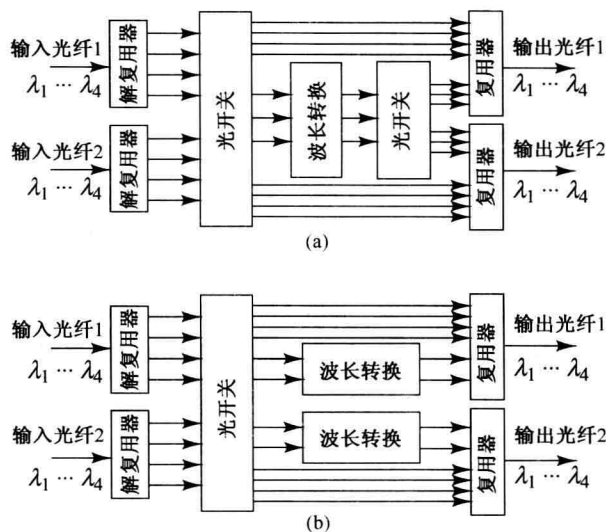 输入光纤1
λ1 ··· λ4
解复用器
输入光纤2
λ1 ··· λ4
解复用器
光开关
波长转换
光开关
复用器
输出光纤1
λ1 ··· λ4
复用器
输出光纤2
λ1 ··· λ4
(a)
输入光纤1
λ1 ··· λ4
解复用器
输入光纤2
λ1 ··· λ4
解复用器
光开关
波长转换
波长转换
复用器
输出光纤1
λ1 ··· λ4
复用器
输出光纤2
λ1 ··· λ4
(b)